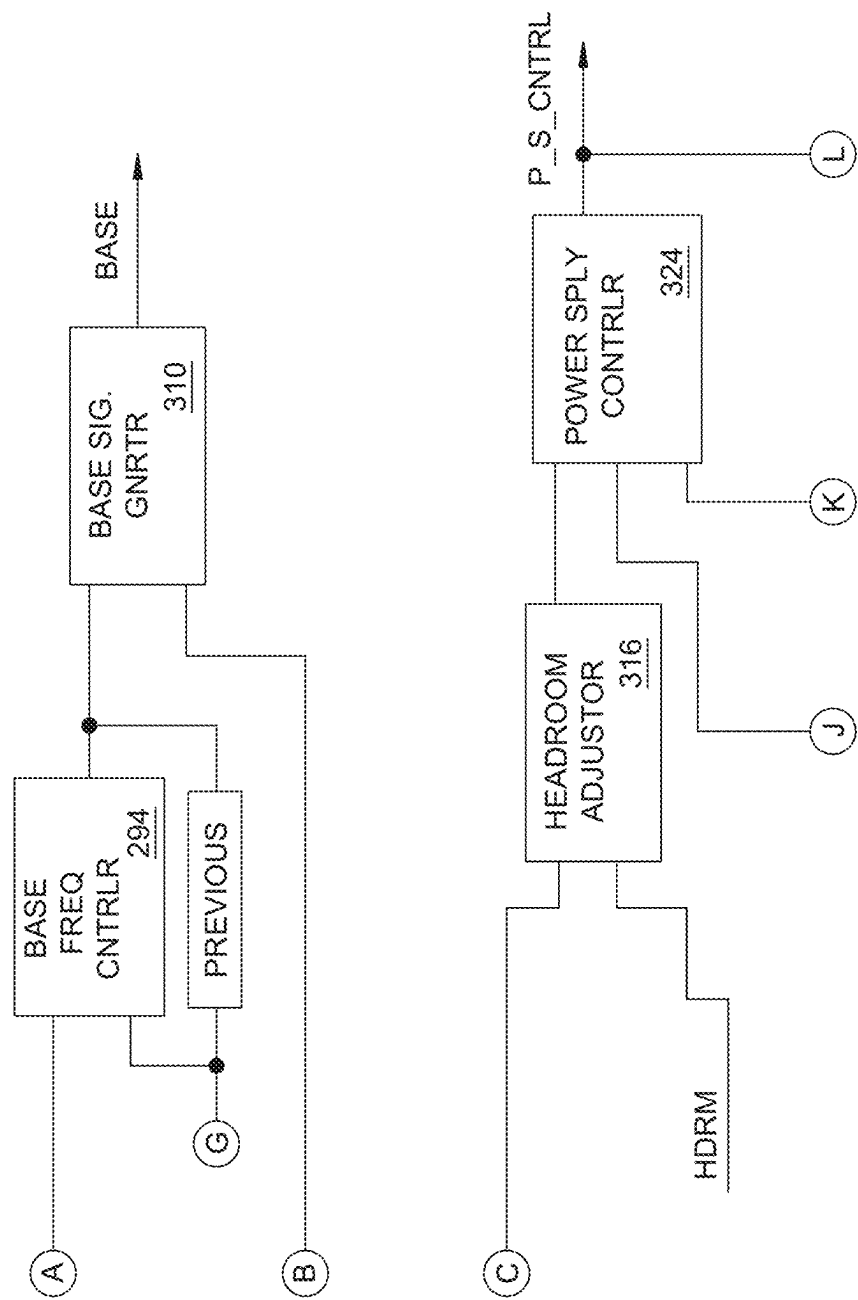 A
BASE
FREQ
CNTRLR
294
PREVIOUS
G
B
BASE SIG.
GNRTR
310
BASE
C
HDRM
HEADROOM
ADJUSTOR
316
J
K
POWER SPLY
CONTRLR
324
P_S_CNTRL
L